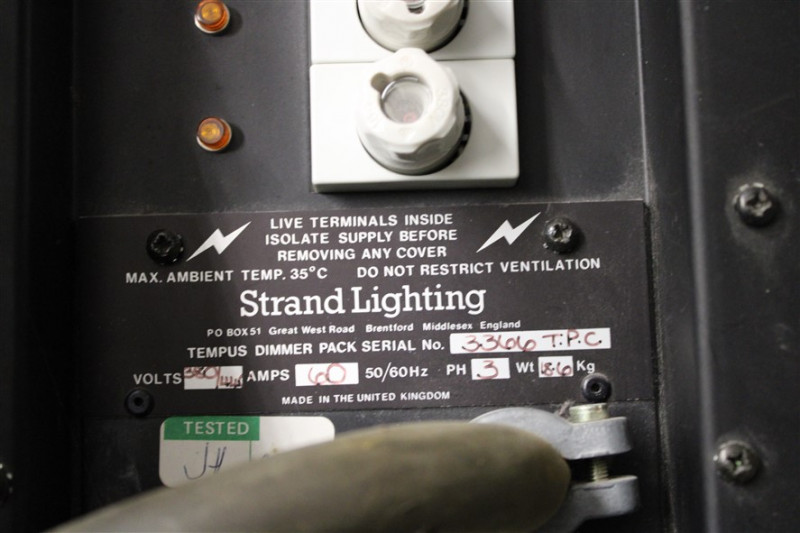 LIVE TERMINALS INSIDE
ISOLATE SUPPLY BEFORE
REMOVING ANY COVER
MAX. AMBIENT TEMP. 35°C DO NOT RESTRICT VENTILATION
Strand Lighting
PO BOX 51 Great West Road Brentford Middlesex England
TEMPUS DIMMER PACK SERIAL No. 3366 T.P.C.
VOLTS AMPS 60 50/60Hz PH 3 Wt Kg
MADE IN THE UNITED KINGDOM
TESTED